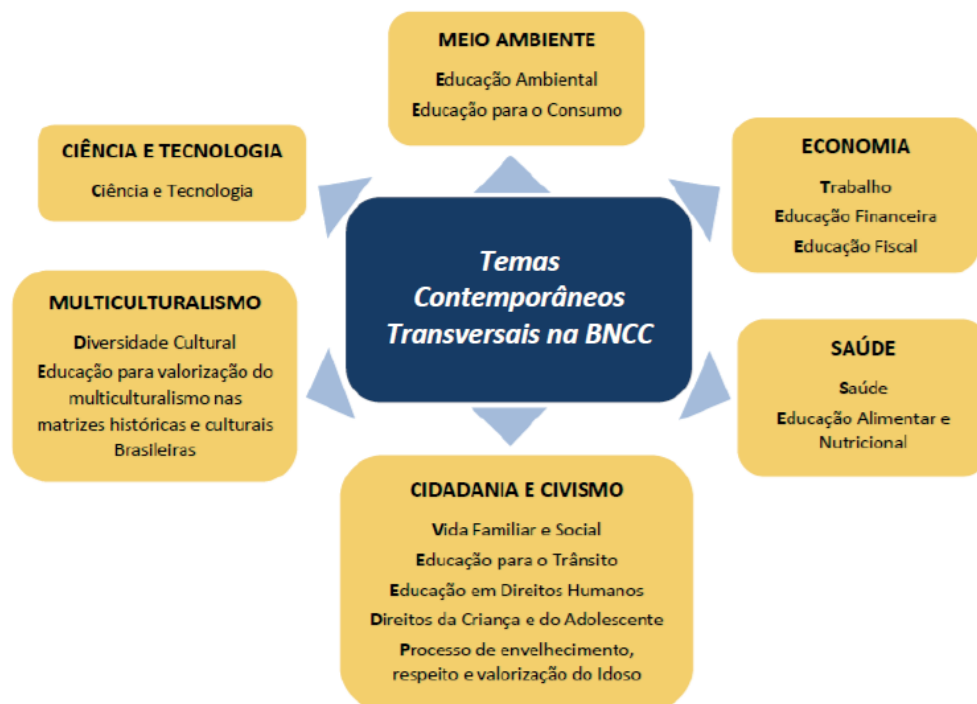 MEIO AMBIENTE
Educação Ambiental
Educação para o Consumo
CIÊNCIA E TECNOLOGIA
Ciência e Tecnologia
ECONOMIA
Trabalho
Educação Financeira
Educação Fiscal
Temas
Contemporâneos
Transversais na BNCC
MULTICULTURALISMO
Diversidade Cultural
Educação para valorização do
multiculturalismo nas
matrizes históricas e culturais
Brasileiras
SAÚDE
Saúde
Educação Alimentar e
Nutricional
CIDADANIA E CIVISMO
Vida Familiar e Social
Educação para o Trânsito
Educação em Direitos Humanos
Direitos da Criança e do Adolescente
Processo de envelhecimento,
respeito e valorização do Idoso